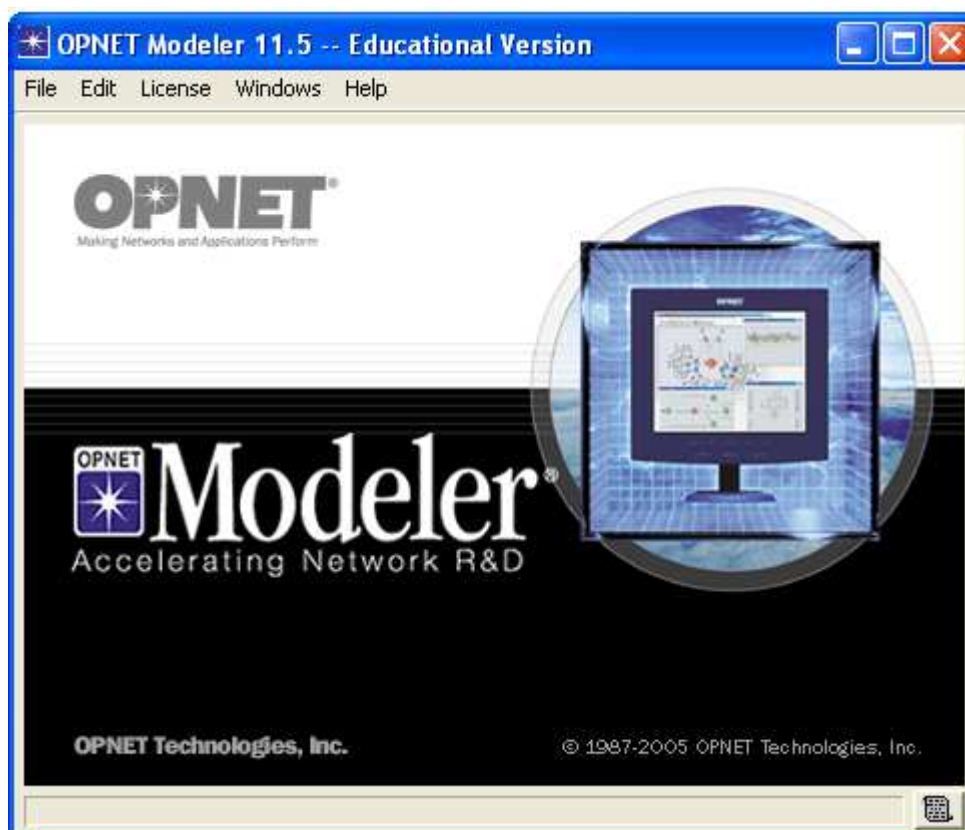 OPNET Modeler 11.5 -- Educational Version
File Edit License Windows Help
OPNET®
Making Networks and Applications Perform
OPNET
OPNET
Modeler®
Accelerating Network R&D
OPNET Technologies, Inc.
© 1987-2005 OPNET Technologies, Inc.